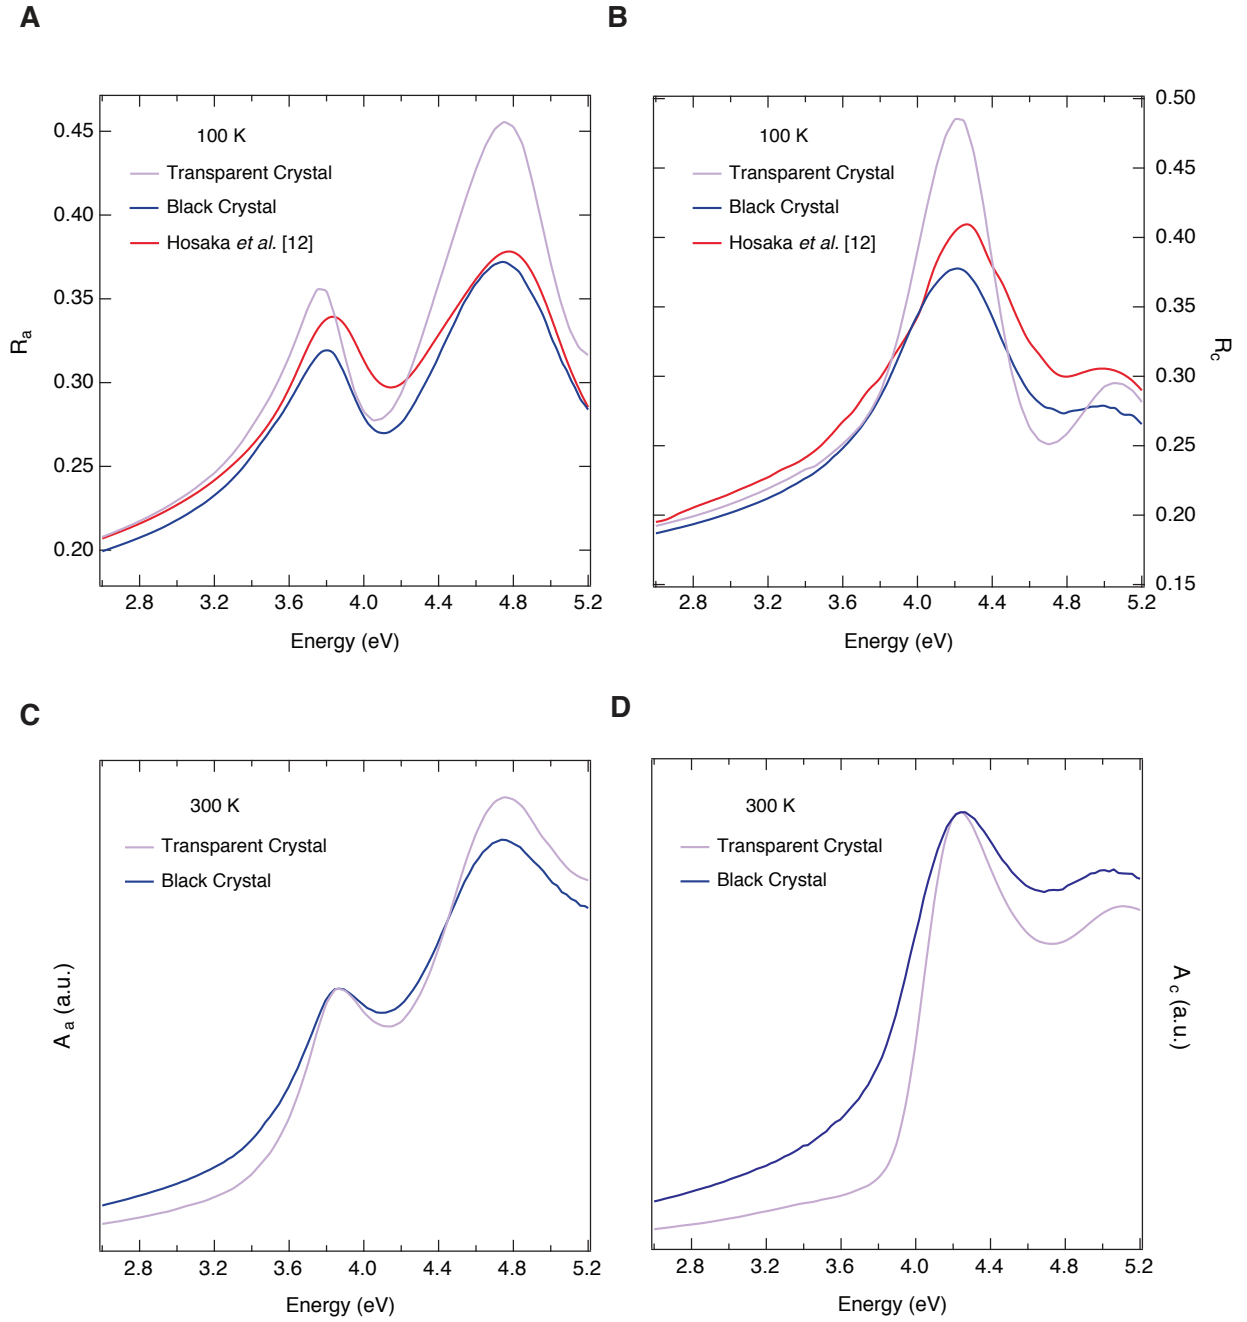 A
B
100 K
Transparent Crystal
Black Crystal
Hosaka et al. [12]
0.45
0.40
0.35
0.30
0.25
0.20
Ra
2.8 3.2 3.6 4.0 4.4 4.8 5.2
Energy (eV)
100 K
Transparent Crystal
Black Crystal
Hosaka et al. [12]
0.50
0.45
0.40
0.35
0.30
0.25
0.20
0.15
Rc
2.8 3.2 3.6 4.0 4.4 4.8 5.2
Energy (eV)
C
D
300 K
Transparent Crystal
Black Crystal
A a (a.u.)
2.8 3.2 3.6 4.0 4.4 4.8 5.2
Energy (eV)
300 K
Transparent Crystal
Black Crystal
A c (a.u.)
2.8 3.2 3.6 4.0 4.4 4.8 5.2
Energy (eV)